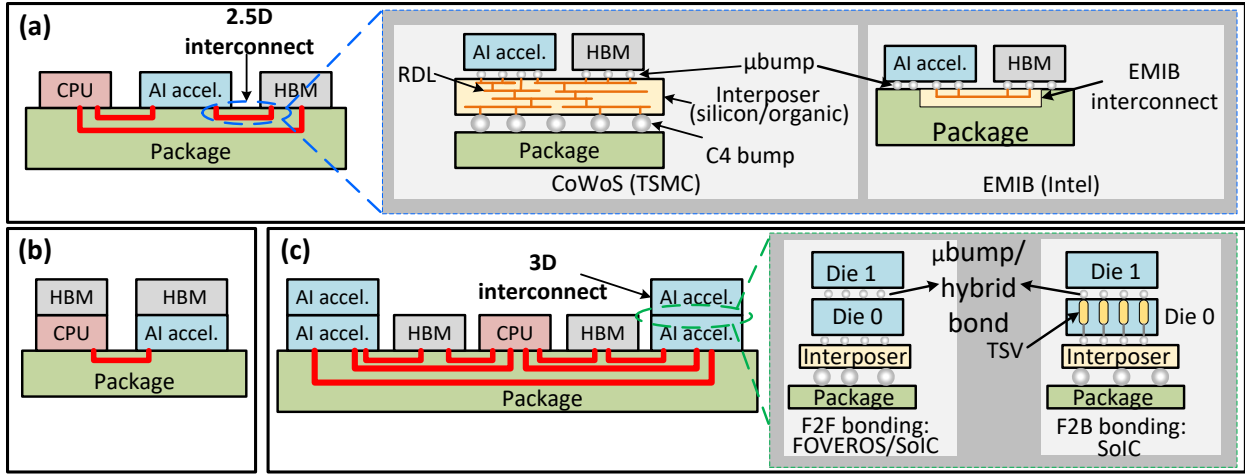 (a)
2.5D
interconnect
CPU
AI accel.
HBM
Package
AI accel.
HBM
RDL
µbump
Interposer
(silicon/organic)
C4 bump
Package
CoWoS (TSMC)
AI accel.
HBM
EMIB
interconnect
Package
EMIB (Intel)
(b)
HBM
HBM
CPU
AI accel.
Package
(c)
3D
interconnect
AI accel.
AI accel.
HBM
CPU
HBM
AI accel.
AI accel.
Package
Die 1
Die 0
Interposer
Package
F2F bonding:
FOVEROS/SoIC
µbump/
hybrid
bond
TSV
Die 1
Die 0
Interposer
Package
F2B bonding:
SoIC